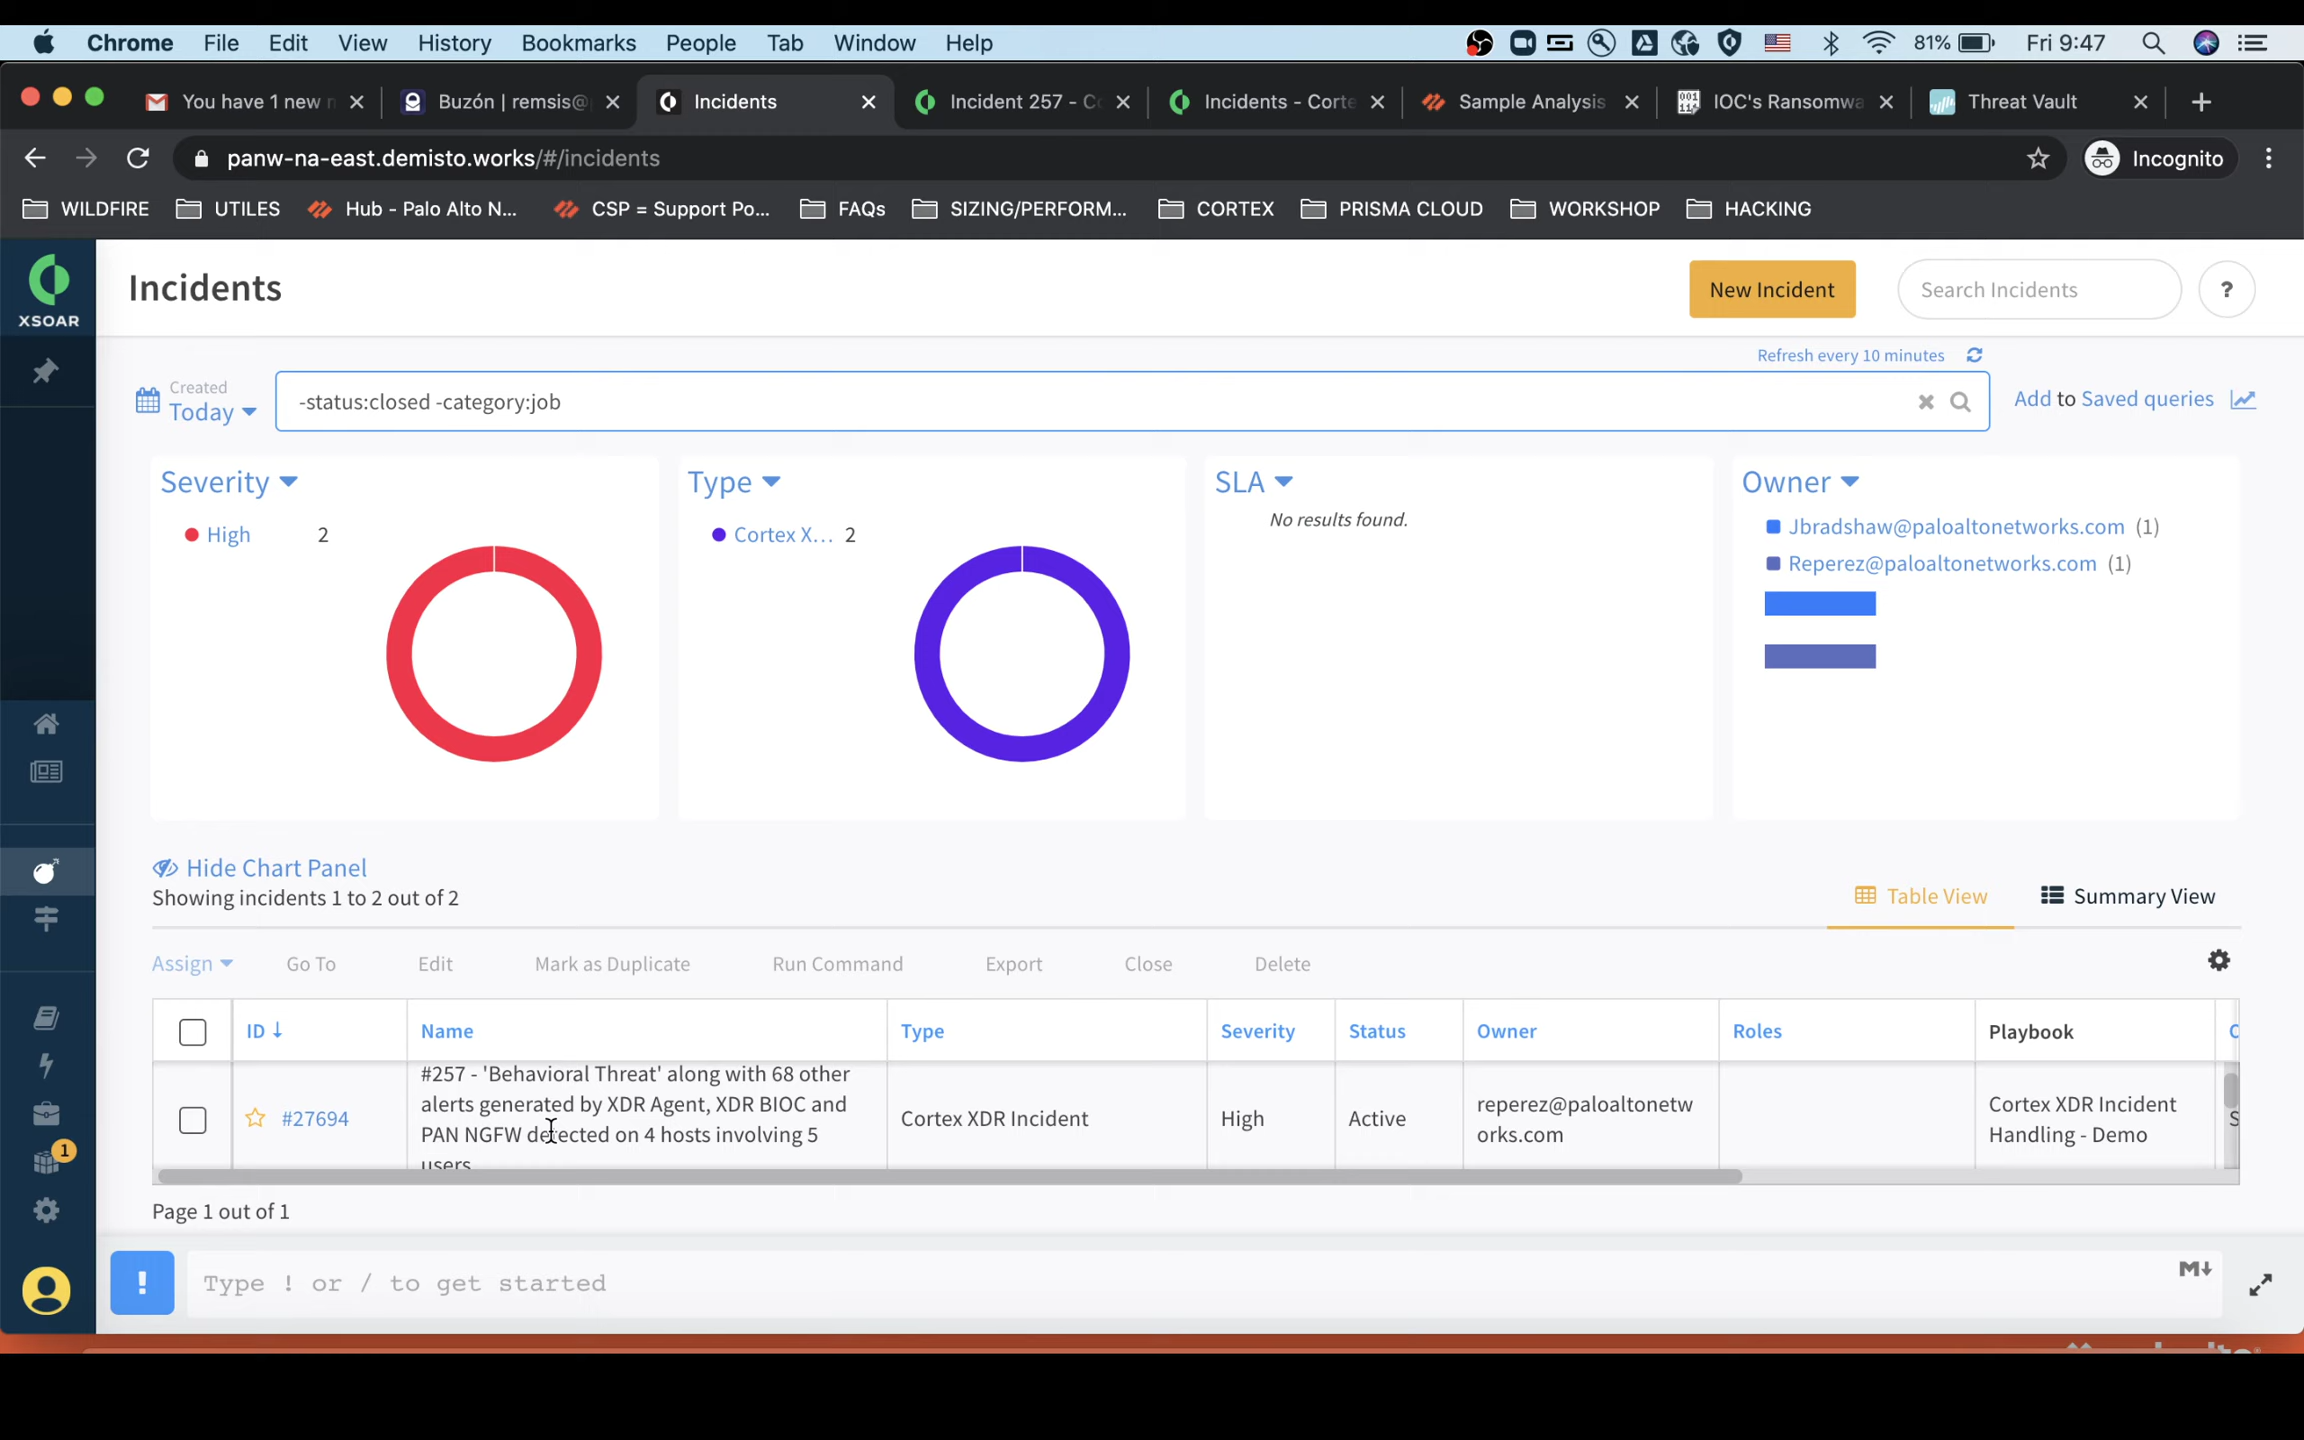 Chrome File Edit View History Bookmarks People Tab Window Help 81% Fri 9:47
You have 1 new Buzón | remsis@ Incidents Incident 257 - C Incidents - Corte Sample Analysis IOC's Ransomwa Threat Vault
panw-na-east.demisto.works/#/incidents Incognito
WILDFIRE UTILES Hub - Palo Alto N... CSP = Support Po... FAQs SIZING/PERFORM... CORTEX PRISMA CLOUD WORKSHOP HACKING
XSOAR
Incidents
New Incident
Search Incidents
?
Refresh every 10 minutes
Created
Today
-status:closed -category:job
Add to Saved queries
Severity
High 2
Type
Cortex X... 2
SLA
No results found.
Owner
Jbradshaw@paloaltonetworks.com (1)
Reperez@paloaltonetworks.com (1)
Hide Chart Panel
Showing incidents 1 to 2 out of 2
Table View Summary View
Assign Go To Edit Mark as Duplicate Run Command Export Close Delete
ID Name Type Severity Status Owner Roles Playbook
#27694
#257 - 'Behavioral Threat' along with 68 other
alerts generated by XDR Agent, XDR BIOC and
PAN NGFW detected on 4 hosts involving 5
users
Cortex XDR Incident
High
Active
reperez@paloaltonetw
orks.com
Cortex XDR Incident
Handling - Demo
1
Page 1 out of 1
! Type ! or / to get started
M